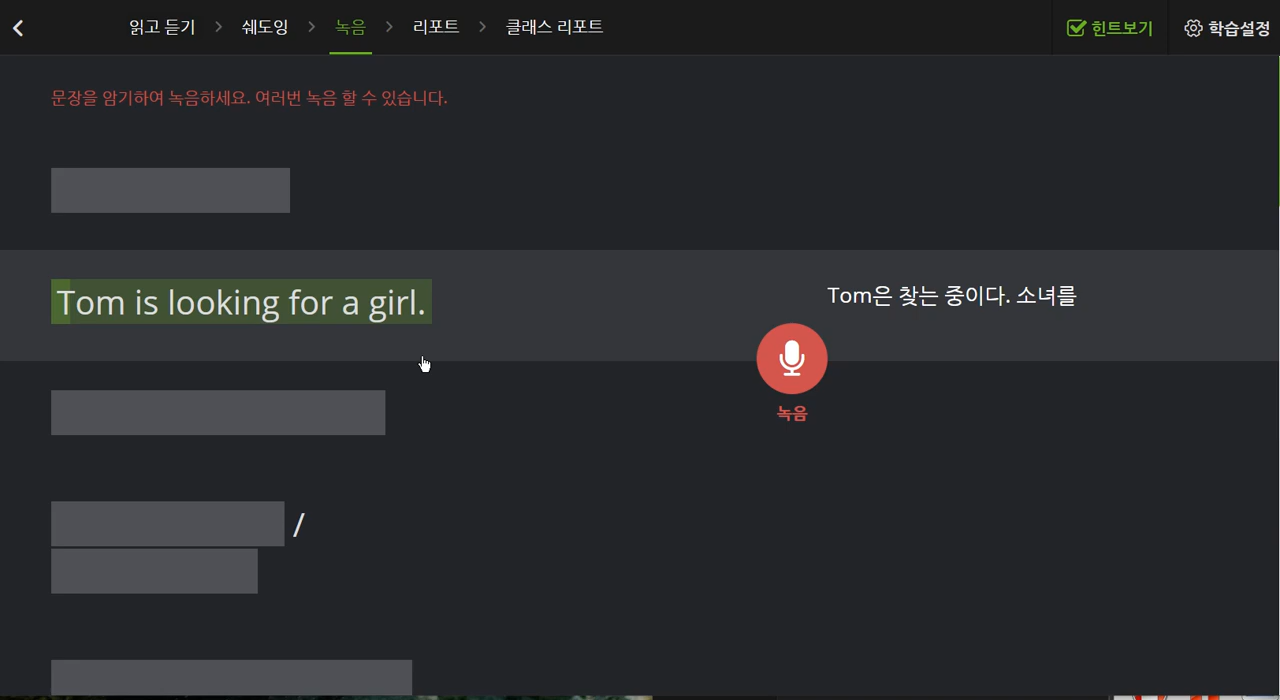 읽고 듣기 > 쉐도잉 > 녹음 > 리포트 > 클래스 리포트
힌트보기
학습설정
문장을 암기하여 녹음하세요. 여러번 녹음 할 수 있습니다.
Tom is looking for a girl.
Tom은 찾는 중이다. 소녀를
녹음
/